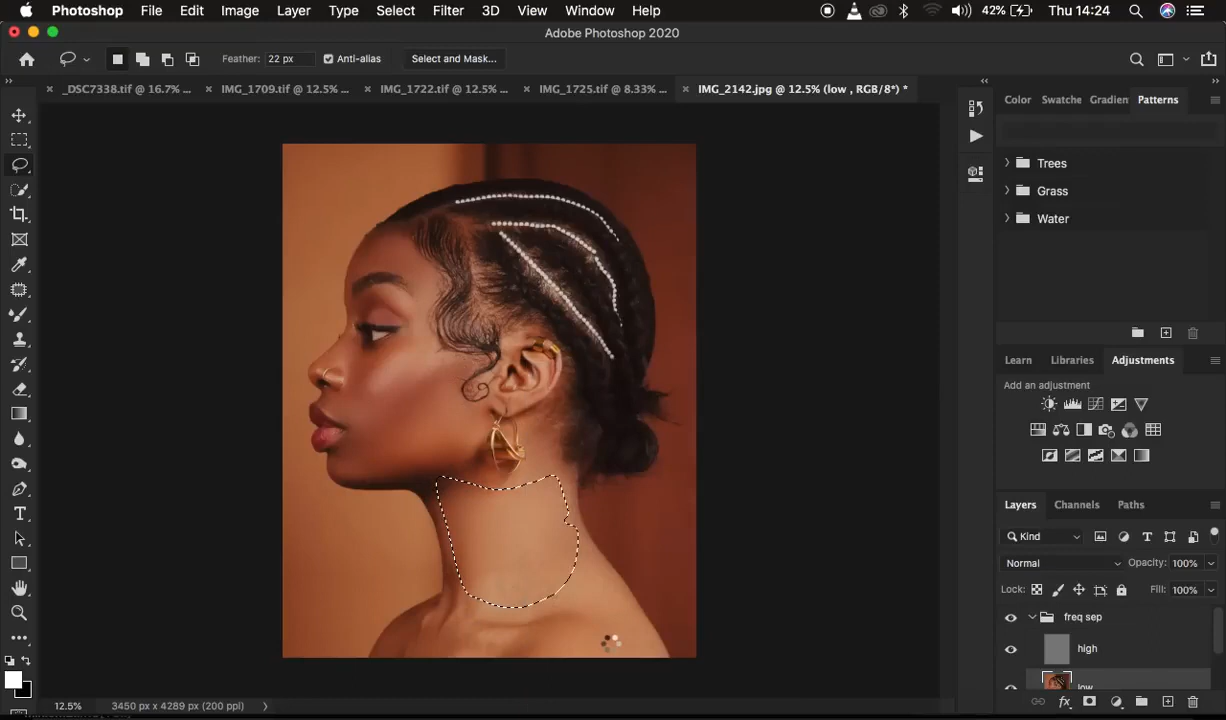 Photoshop File Edit Image Layer Type Select Filter 3D View Window Help 42% Thu 14:24
Adobe Photoshop 2020
Feather: 22 px Anti-alias Select and Mask...
_DSC7338.tif @ 16.7% ... IMG_1709.tif @ 12.5% ... IMG_1722.tif @ 12.5% ... IMG_1725.tif @ 8.33% ... IMG_2142.jpg @ 12.5% (low , RGB/8*) *
Color Swatche Gradien Patterns
Trees
Grass
Water
Learn Libraries Adjustments
Add an adjustment
Layers Channels Paths
Kind
Normal Opacity: 100%
Lock: Fill: 100%
freq sep
high
low
12.5% 3450 px x 4289 px (200 ppi)